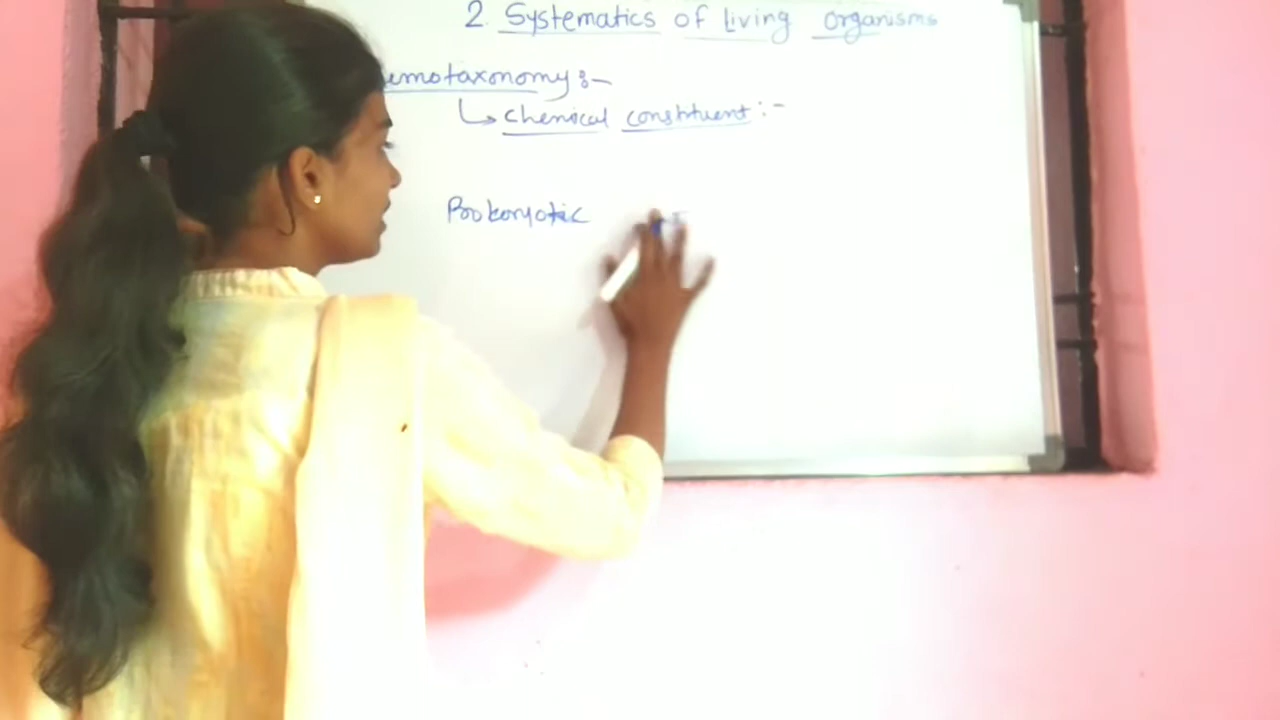 2. Systematics of Living organisms
emotaxonomy :-
↳ chemical constituent :-
Prokaryotic